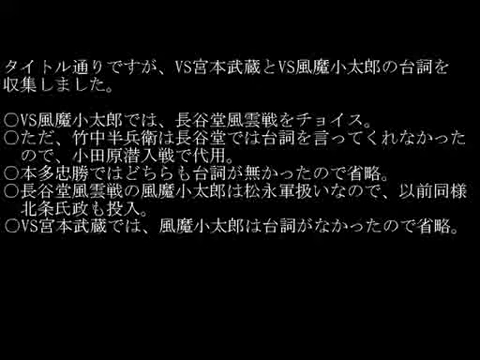 タイトル通りですが、VS宮本武蔵とVS風魔小太郎の台詞を
収集しました。
○VS風魔小太郎では、長谷堂風雲戦をチョイス。
○ただ、竹中半兵衛は長谷堂では台詞を言ってくれなかった
ので、小田原潜入戦で代用。
○本多忠勝ではどちらも台詞が無かったので省略。
○長谷堂風雲戦の風魔小太郎は松永軍扱いなので、以前同様
北条氏政も投入。
○VS宮本武蔵では、風魔小太郎は台詞がなかったので省略。